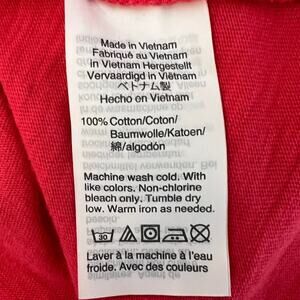 Made in Vietnam
Fabriqué au Vietnam
in Vietnam Hergestellt
Vervaardigd in Viëtnam
ベトナム製
Hecho en Vietnam
100% Cotton/Coton/
Baumwolle/Katoen/
綿/algodón
Machine wash cold. With
like colors. Non-chlorine
bleach only. Tumble dry
low. Warm iron as needed.
30
Laver à la machine à l'eau
froide. Avec des couleurs